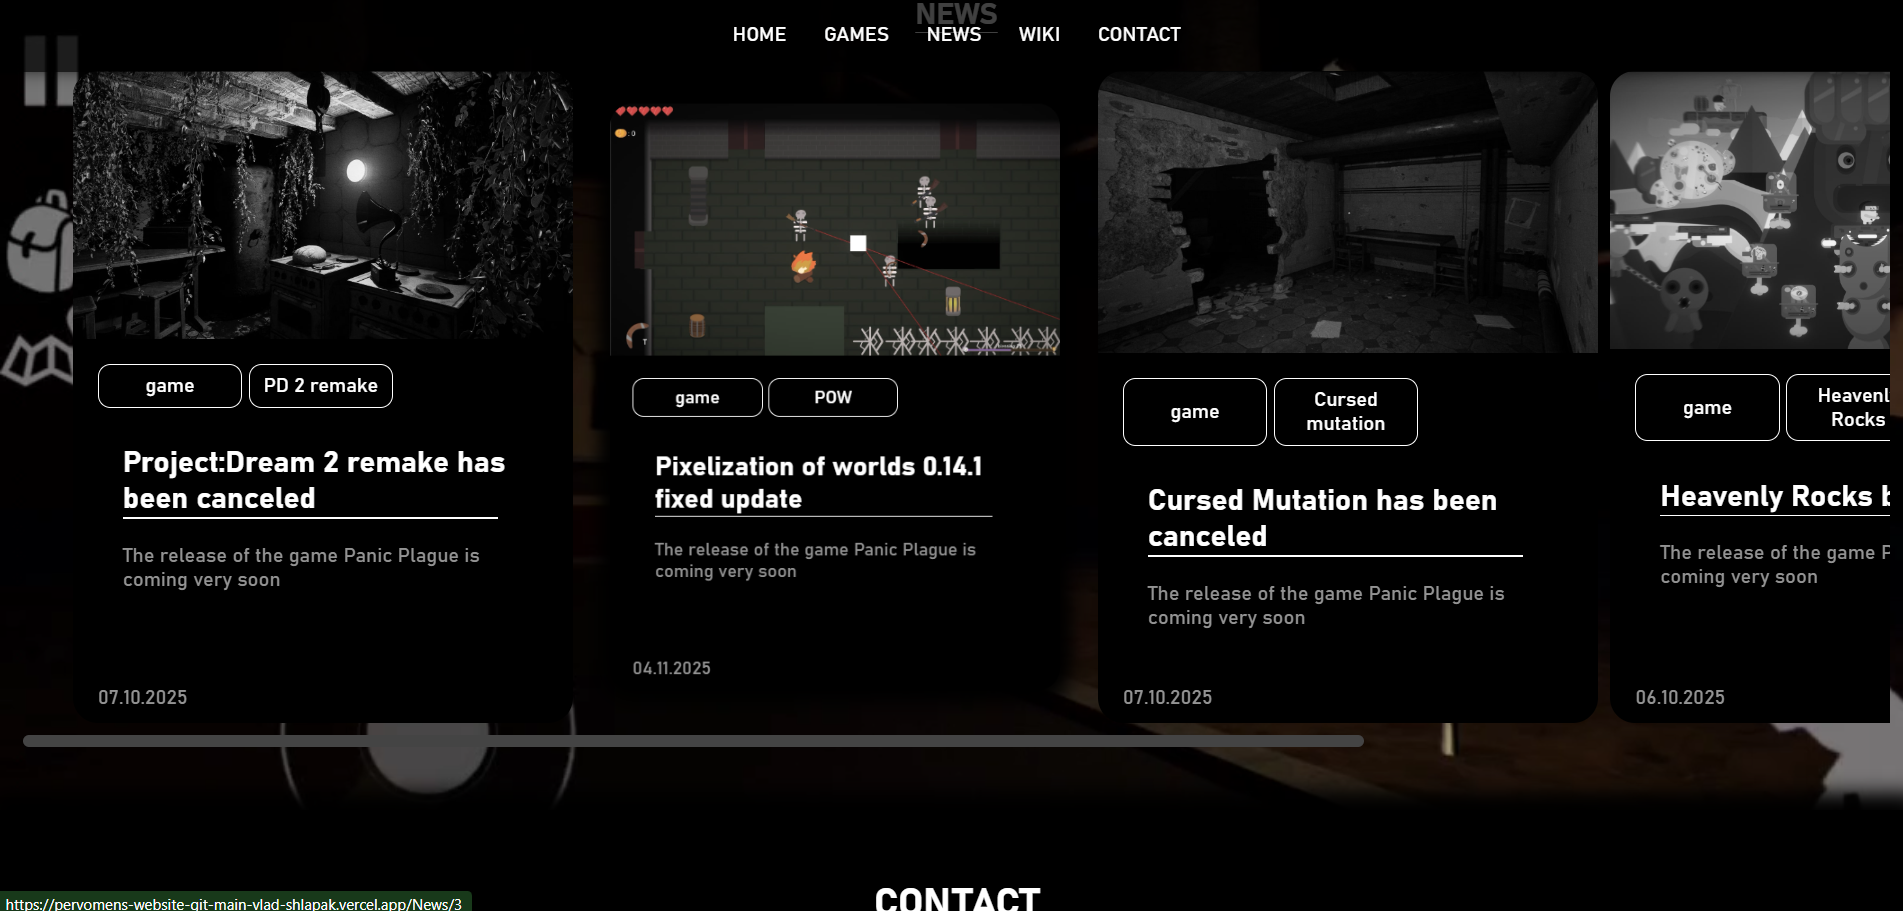 NEWS
HOME GAMES NEWS WIKI CONTACT
:0
T
game PD 2 remake
Project:Dream 2 remake has
been canceled
The release of the game Panic Plague is
coming very soon
07.10.2025
game POW
Pixelization of worlds 0.14.1
fixed update
The release of the game Panic Plague is
coming very soon
04.11.2025
game Cursed
mutation
Cursed Mutation has been
canceled
The release of the game Panic Plague is
coming very soon
07.10.2025
game Heavenl
Rocks
Heavenly Rocks b
The release of the game P
coming very soon
06.10.2025
CONTACT
https://pervomens-website-git-main-vlad-shlapak.vercel.app/News/3